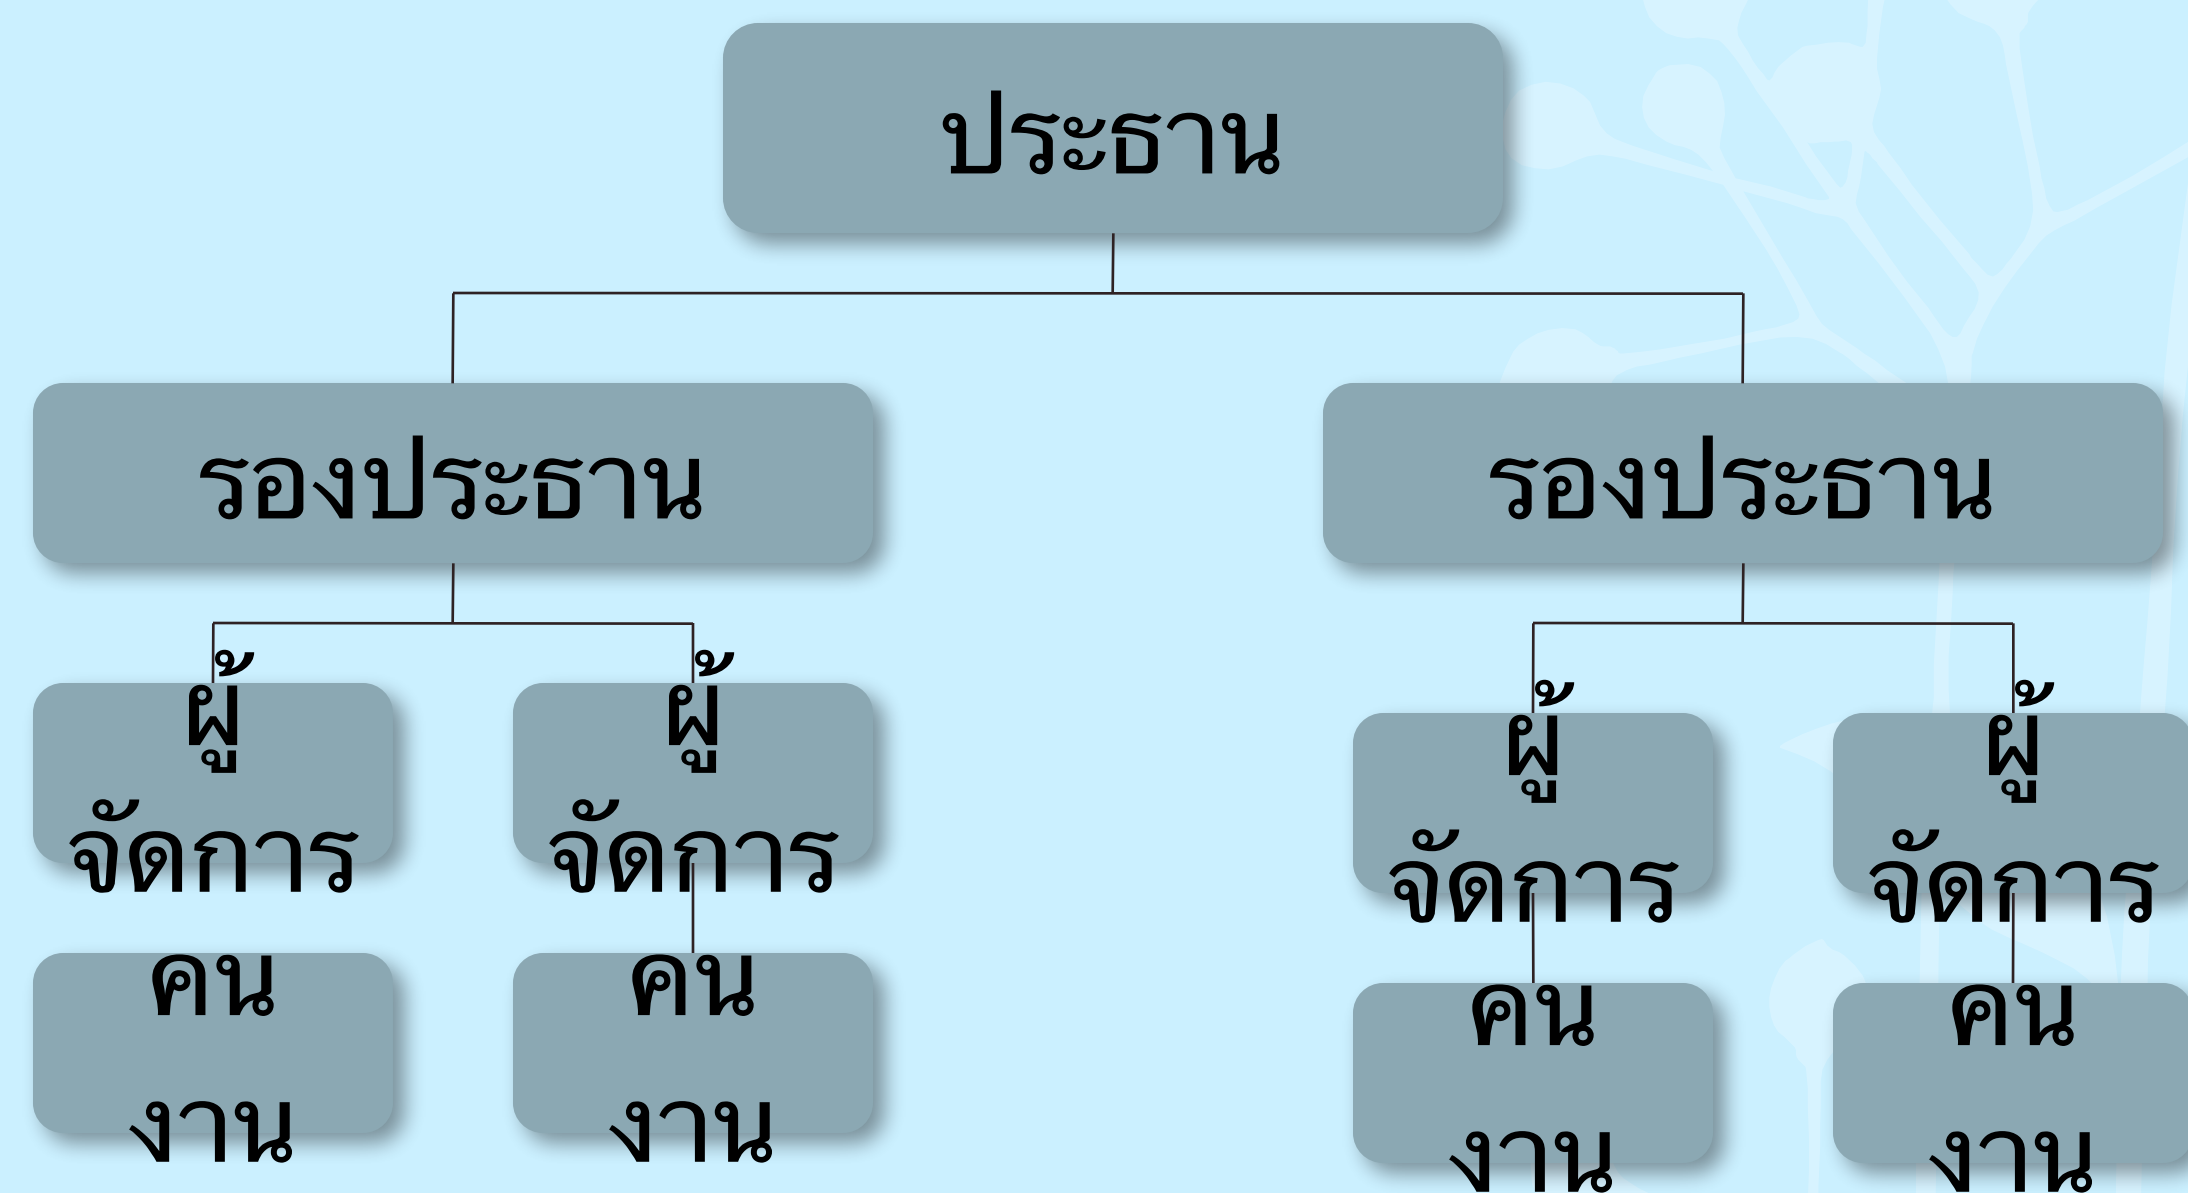 ประธาน
รองประธาน
รองประธาน
ผู้
จัดการ
ผู้
จัดการ
ผู้
จัดการ
ผู้
จัดการ
คน
งาน
คน
งาน
คน
งาน
คน
งาน